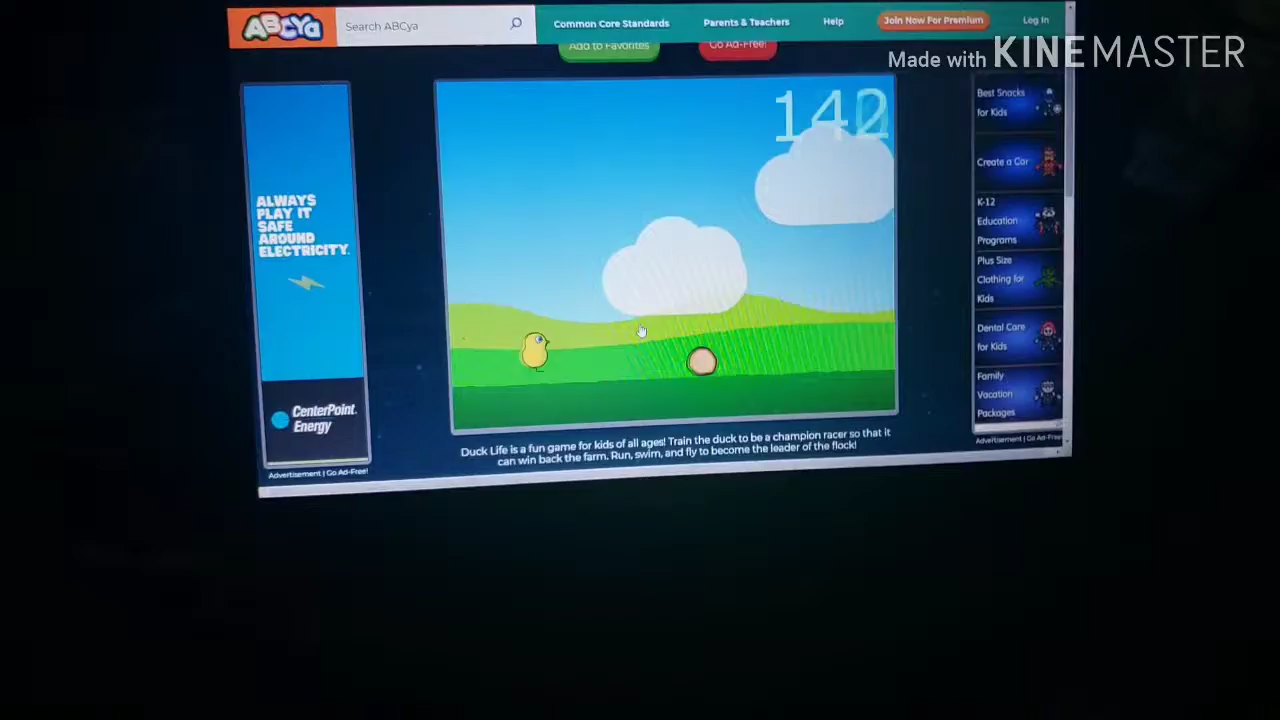 ABCya
Search ABCya
Common Core Standards
Parents & Teachers
Help
Join Now For Premium
Log In
Made with KINEMASTER
Add to Favorites
Go Ad-Free!
ALWAYS
PLAY IT
SAFE
AROUND
ELECTRICITY.
CenterPoint.
Energy
Advertisement | Go Ad-Free!
Best Snacks
for Kids
Create a Car
K-12
Education
Programs
Plus Size
Clothing for
Kids
Dental Care
for Kids
Family
Vacation
Packages
Advertisement | Go Ad-Free!
Duck Life is a fun game for kids of all ages! Train the duck to be a champion racer so that it
can win back the farm. Run, swim, and fly to become the leader of the flock!